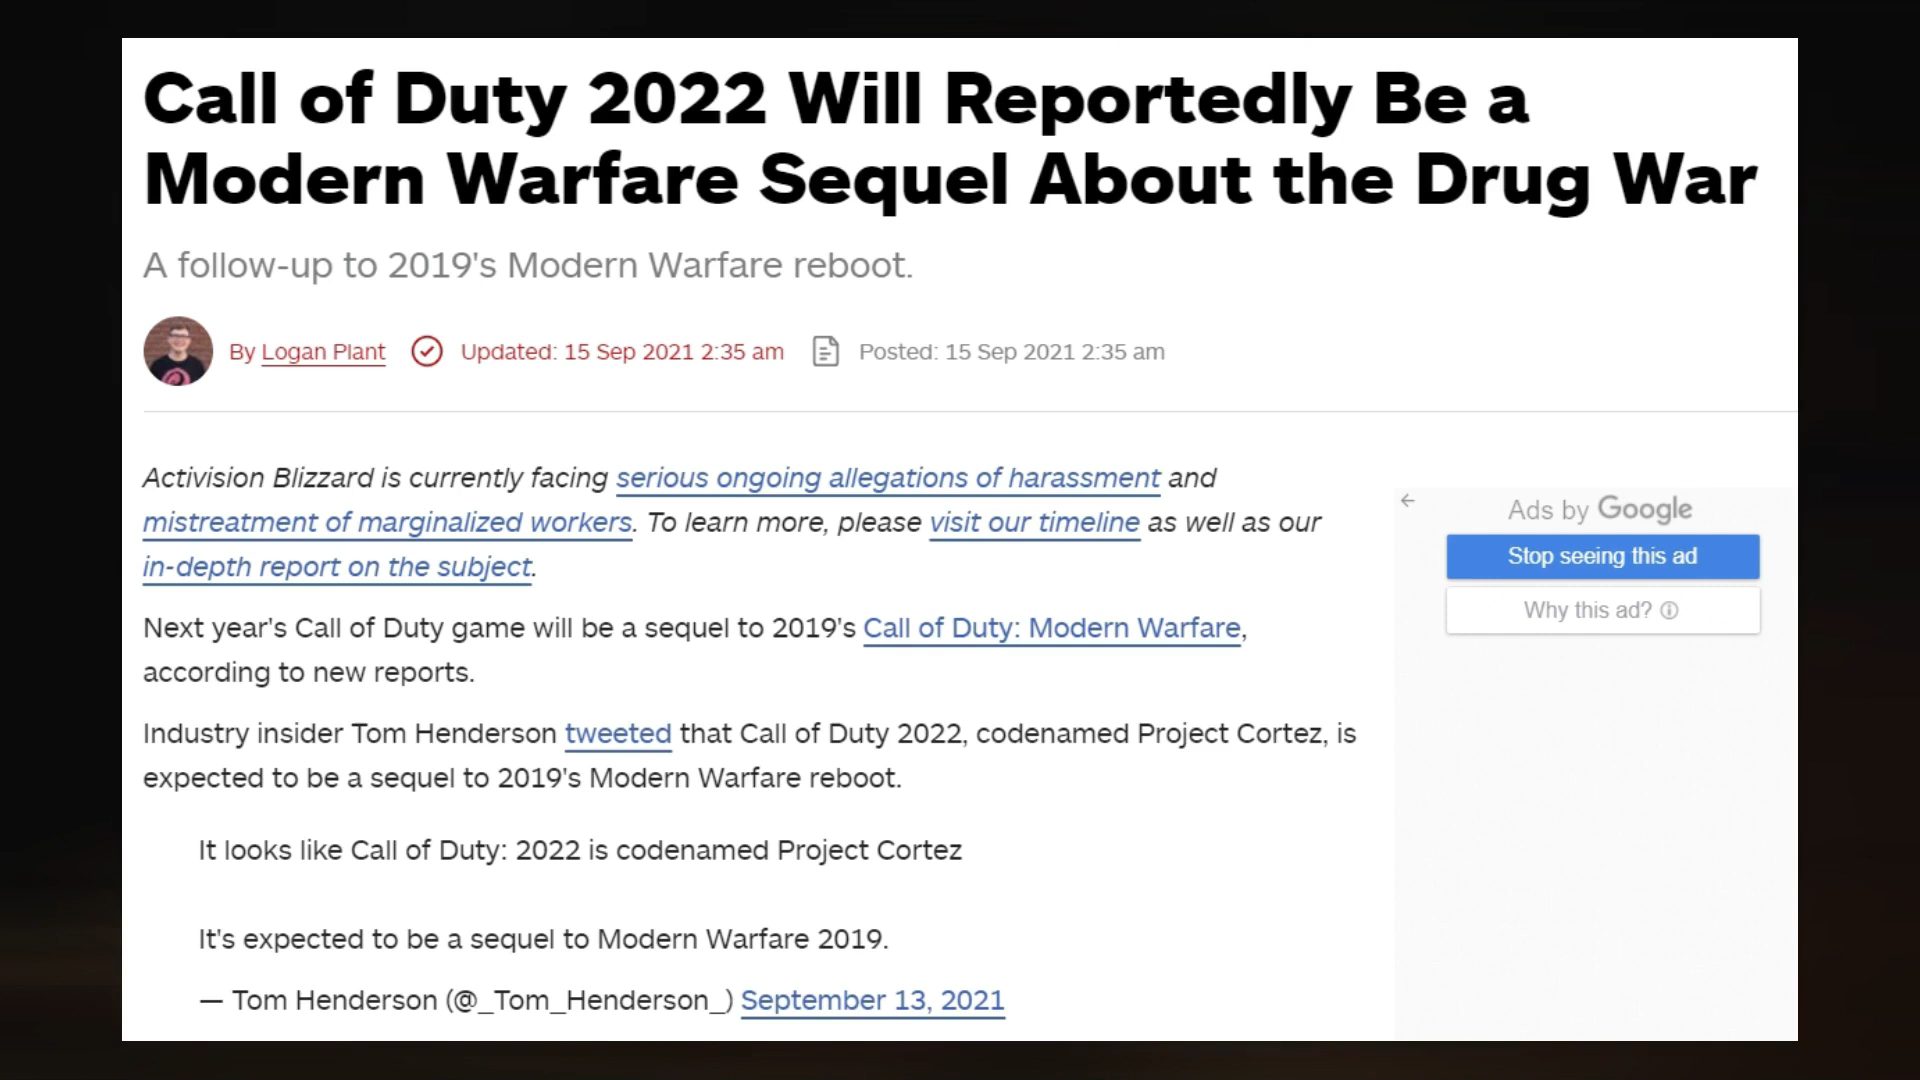 Call of Duty 2022 Will Reportedly Be a
Modern Warfare Sequel About the Drug War
A follow-up to 2019's Modern Warfare reboot.
By Logan Plant Updated: 15 Sep 2021 2:35 am Posted: 15 Sep 2021 2:35 am
Activision Blizzard is currently facing serious ongoing allegations of harassment and
mistreatment of marginalized workers. To learn more, please visit our timeline as well as our
in-depth report on the subject.
Next year's Call of Duty game will be a sequel to 2019's Call of Duty: Modern Warfare,
according to new reports.
Industry insider Tom Henderson tweeted that Call of Duty 2022, codenamed Project Cortez, is
expected to be a sequel to 2019's Modern Warfare reboot.
It looks like Call of Duty: 2022 is codenamed Project Cortez
It's expected to be a sequel to Modern Warfare 2019.
— Tom Henderson (@_Tom_Henderson_) September 13, 2021
Ads by Google
Stop seeing this ad
Why this ad?